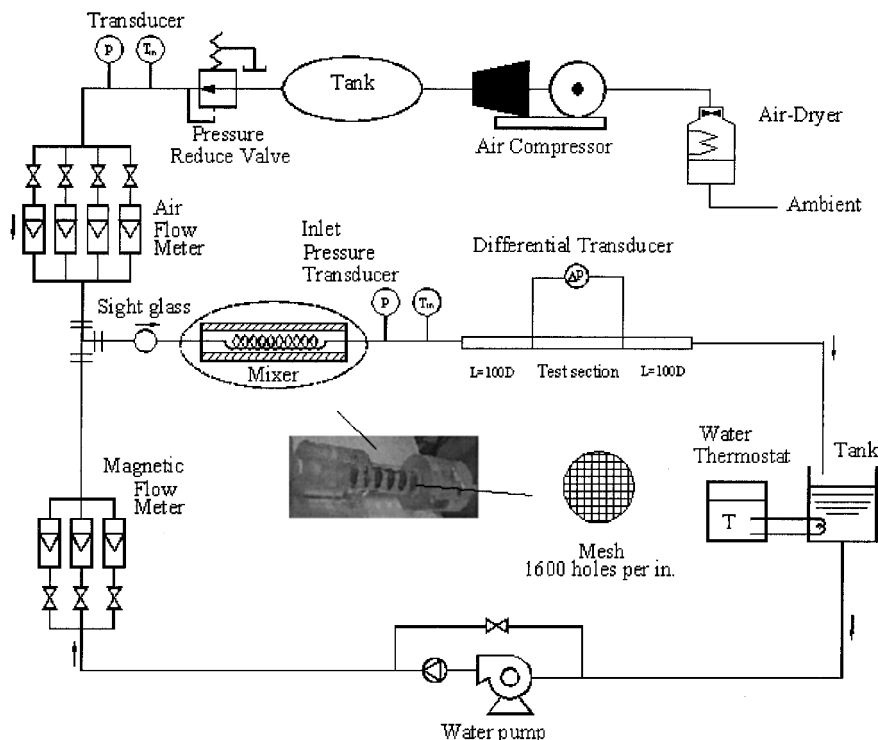 Transducer
P
Tin
Tank
Pressure
Reduce Valve
Air Compressor
Air-Dryer
Ambient
Air
Flow
Meter
Inlet
Pressure
Transducer
Differential Transducer
ΔP
Sight glass
P
Tin
Mixer
L=100D
Test section
L=100D
Magnetic
Flow
Meter
Water
Thermostat
Tank
T
Mesh
1600 holes per in.
Water pump